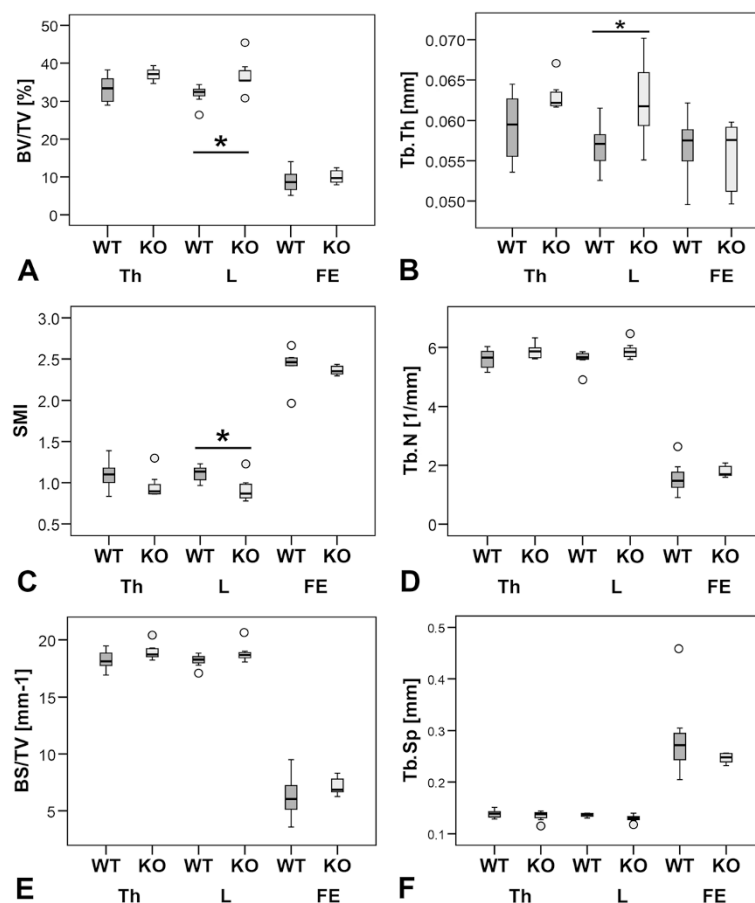 50
40
30
20
10
0
BV/TV [%]
*
WT KO WT KO WT KO
Th L FE
A
0.070
0.065
0.060
0.055
0.050
Tb.Th [mm]
*
WT KO WT KO WT KO
Th L FE
B
3.0
2.5
2.0
1.5
1.0
0.5
SMI
*
WT KO WT KO WT KO
Th L FE
C
6
4
2
0
Tb.N [1/mm]
WT KO WT KO WT KO
Th L FE
D
20
15
10
5
BS/TV [mm-1]
WT KO WT KO WT KO
Th L FE
E
0.5
0.4
0.3
0.2
0.1
Tb.Sp [mm]
WT KO WT KO WT KO
Th L FE
F